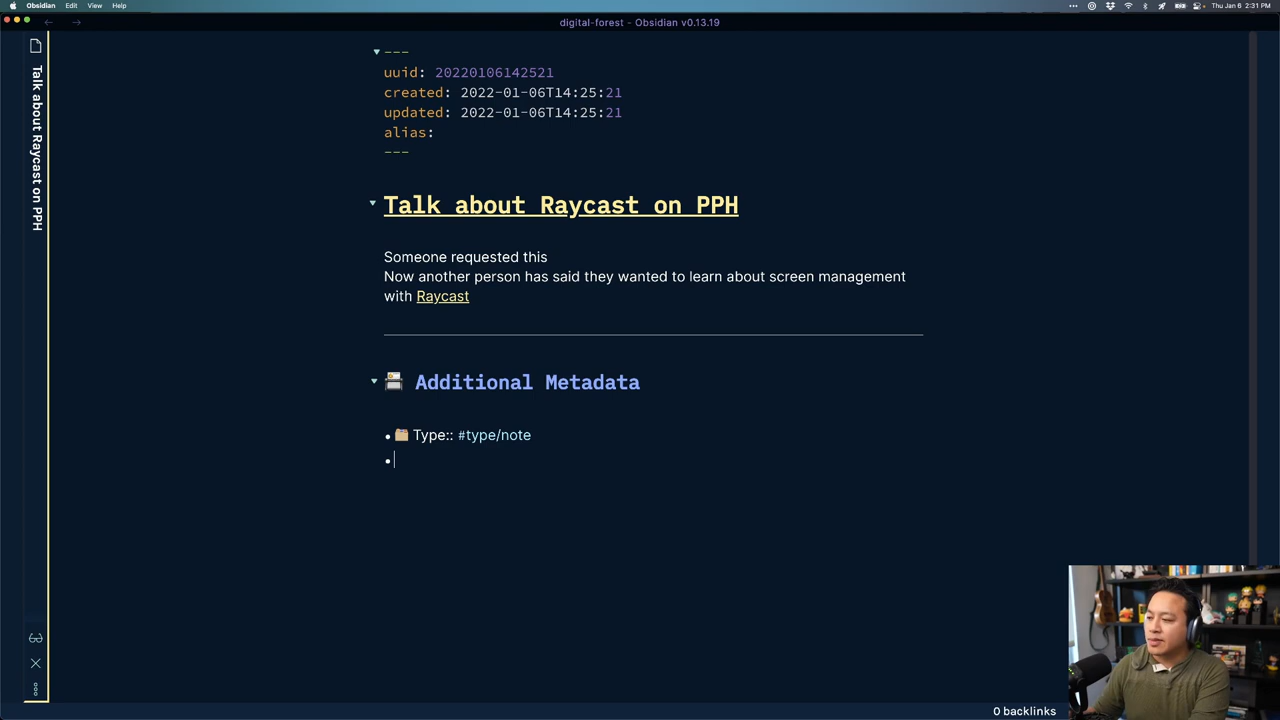 Obsidian Edit View Help
Thu Jan 6 2:31 PM
digital-forest - Obsidian v0.13.19
Talk about Raycast on PPH
---
uuid: 20220106142521
created: 2022-01-06T14:25:21
updated: 2022-01-06T14:25:21
alias:
---
Talk about Raycast on PPH
Someone requested this
Now another person has said they wanted to learn about screen management
with Raycast
Additional Metadata
Type:: #type/note
0 backlinks